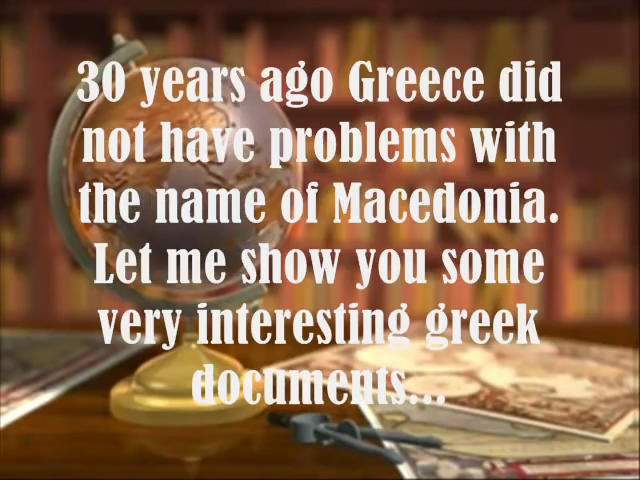 30 years ago Greece did
not have problems with
the name of Macedonia.
Let me show you some
very interesting greek
documents...